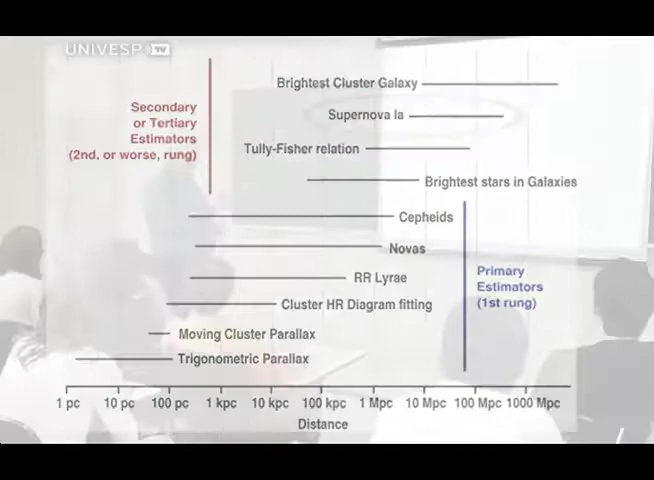 UNIVESP TV
Brightest Cluster Galaxy
Secondary
or Tertiary
Estimators
(2nd, or worse, rung)
Supernova Ia
Tully-Fisher relation
Brightest stars in Galaxies
Cepheids
Novas
RR Lyrae
Primary
Estimators
(1st rung)
Cluster HR Diagram fitting
Moving Cluster Parallax
Trigonometric Parallax
1 pc 10 pc 100 pc 1 kpc 10 kpc 100 kpc 1 Mpc 10 Mpc 100 Mpc 1000 Mpc
Distance